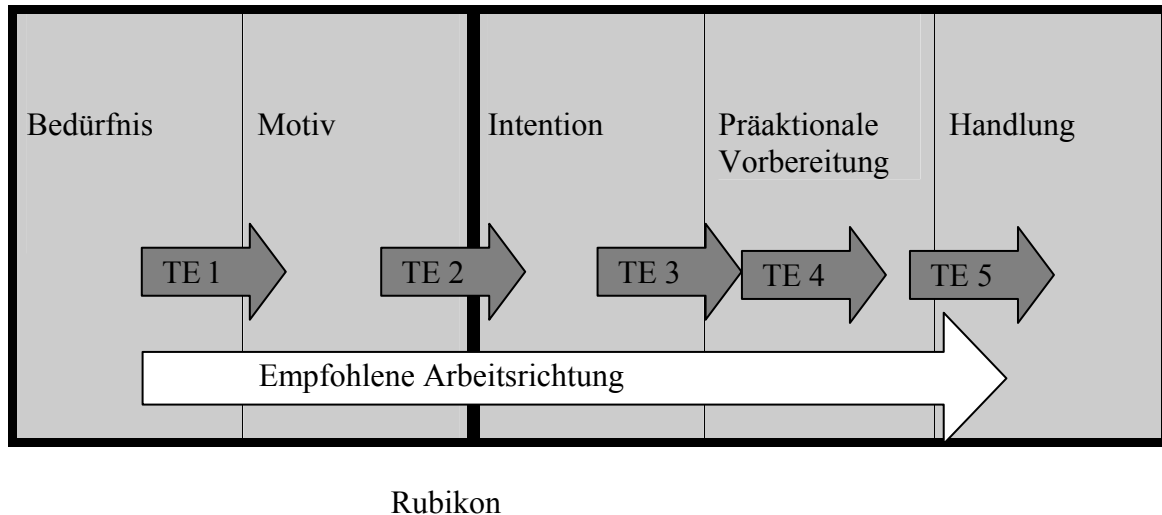 Bedürfnis
Motiv
Intention
Präaktionale
Vorbereitung
Handlung
TE 1
TE 2
TE 3
TE 4
TE 5
Empfohlene Arbeitsrichtung
Rubikon